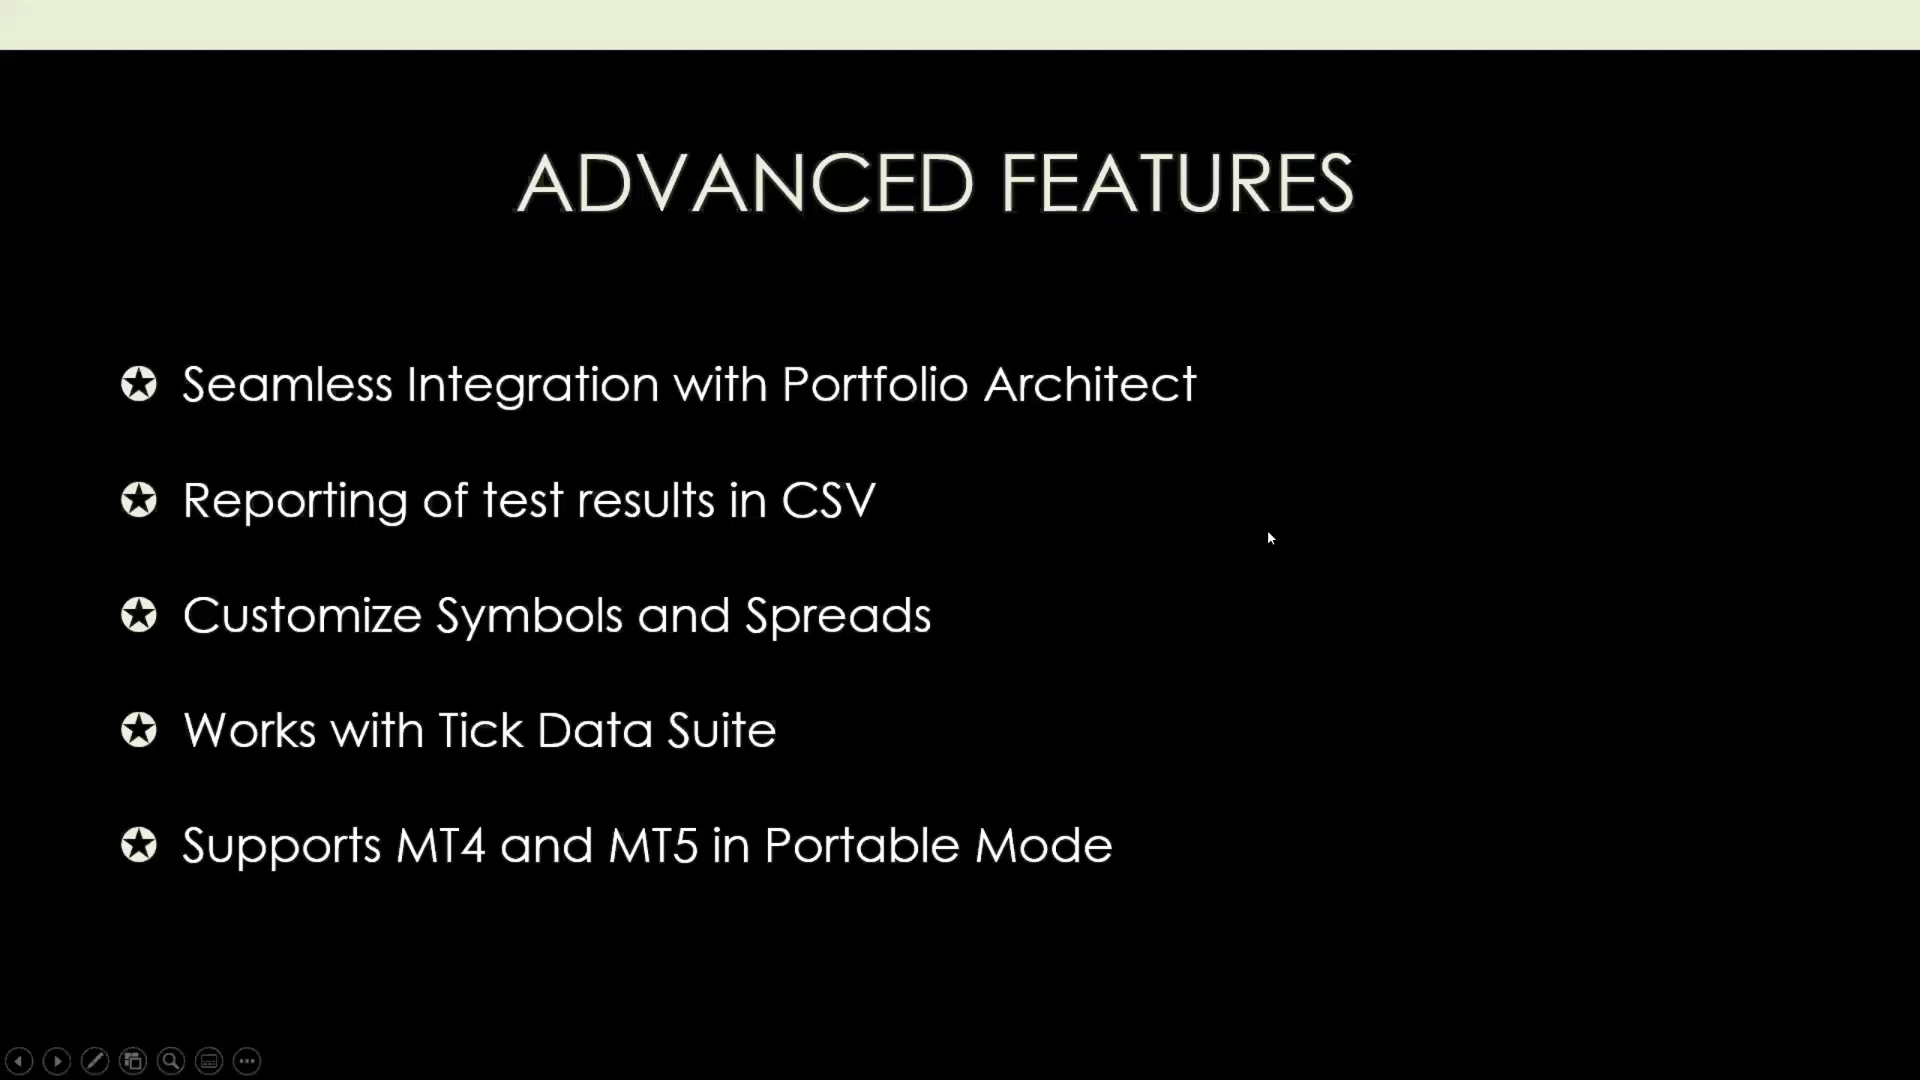 ADVANCED FEATURES
Seamless Integration with Portfolio Architect
Reporting of test results in CSV
Customize Symbols and Spreads
Works with Tick Data Suite
Supports MT4 and MT5 in Portable Mode